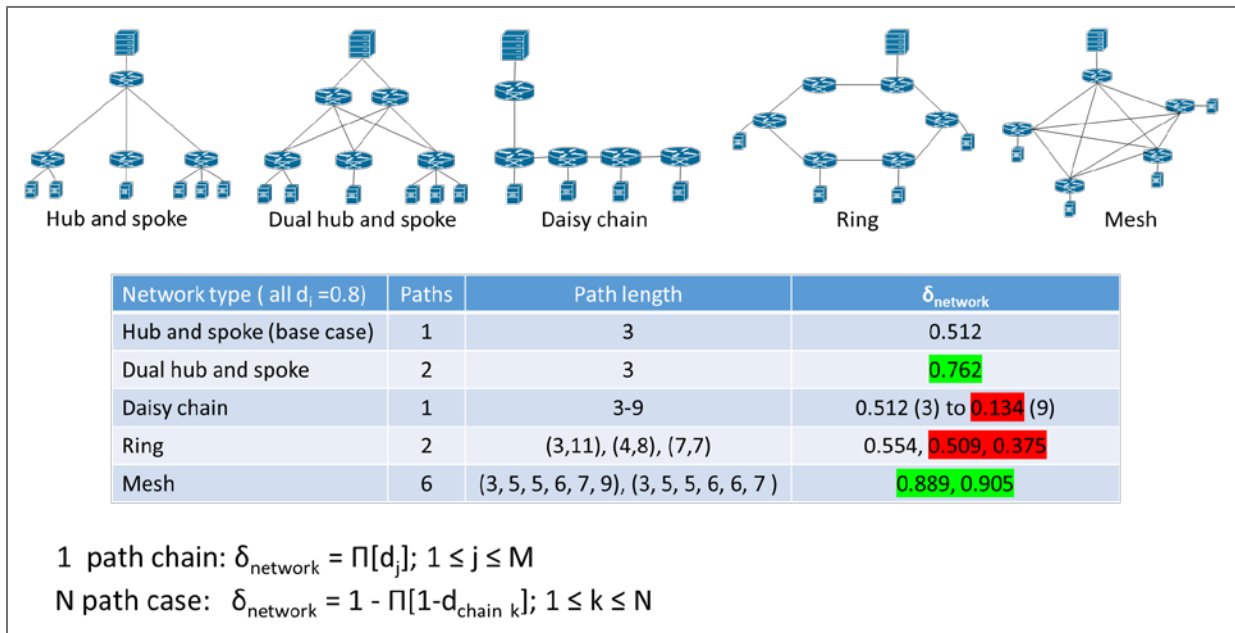 Hub and spoke
Dual hub and spoke
Daisy chain
Ring
Mesh
Network type ( all dᵢ =0.8) Paths Path length δnetwork
Hub and spoke (base case) 1 3 0.512
Dual hub and spoke 2 3 0.762
Daisy chain 1 3-9 0.512 (3) to 0.134 (9)
Ring 2 (3,11), (4,8), (7,7) 0.554, 0.509, 0.375
Mesh 6 (3, 5, 5, 6, 7, 9), (3, 5, 5, 6, 6, 7 ) 0.889, 0.905
1 path chain: δnetwork = Π[dj]; 1 ≤ j ≤ M
N path case: δnetwork = 1 - Π[1-dchain k]; 1 ≤ k ≤ N